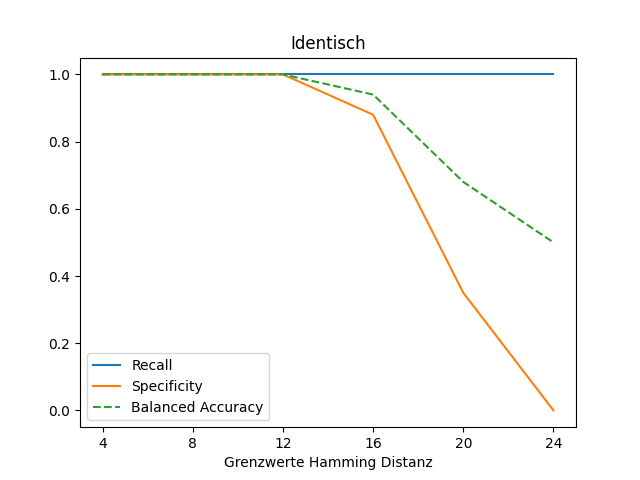 Identisch
1.0
0.8
0.6
0.4
0.2
0.0
Recall
Specificity
Balanced Accuracy
4 8 12 16 20 24
Grenzwerte Hamming Distanz